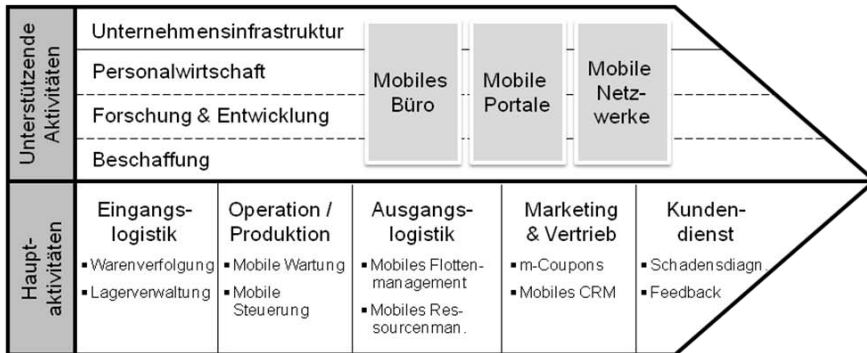 Unterstützende
Aktivitäten
Unternehmensinfrastruktur
Personalwirtschaft
Forschung & Entwicklung
Beschaffung
Mobiles
Büro
Mobile
Portale
Mobile
Netz-
werke
Haupt-
aktivitäten
Eingangs-
logistik
▪ Warenverfolgung
▪ Lagerverwaltung
Operation /
Produktion
▪ Mobile Wartung
▪ Mobile
Steuerung
Ausgangs-
logistik
▪ Mobiles Flotten-
management
▪ Mobiles Res-
sourcenman.
Marketing
& Vertrieb
▪ m-Coupons
▪ Mobiles CRM
Kunden-
dienst
▪ Schadensdiagn.
▪ Feedback